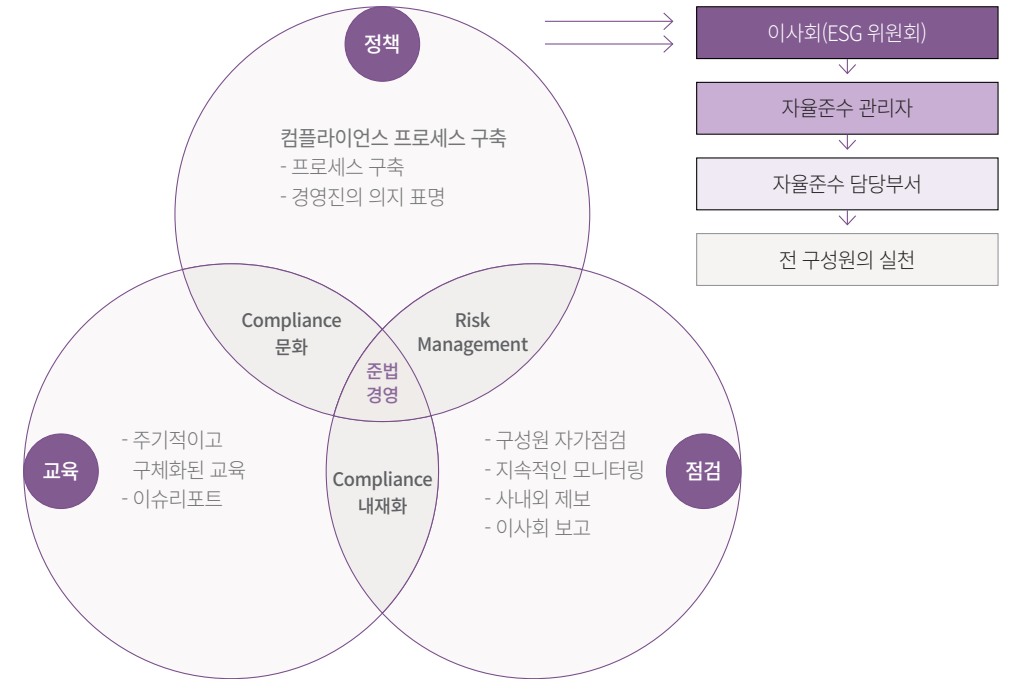 정책
컴플라이언스 프로세스 구축
- 프로세스 구축
- 경영진의 의지 표명
이사회(ESG 위원회)
자율준수 관리자
자율준수 담당부서
전 구성원의 실천
Compliance
문화
Risk
Management
준법
경영
교육
- 주기적이고
구체화된 교육
- 이슈리포트
Compliance
내재화
- 구성원 자가점검
- 지속적인 모니터링
- 사내외 제보
- 이사회 보고
점검